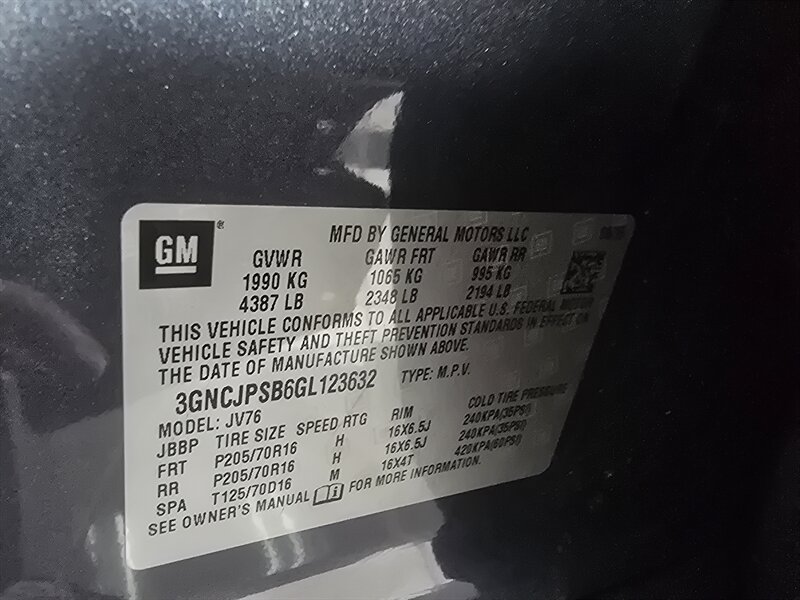 GM®
MFD BY GENERAL MOTORS LLC
GVWR GAWR FRT GAWR RR
1990 KG 1065 KG 995 KG
4387 LB 2348 LB 2194 LB
THIS VEHICLE CONFORMS TO ALL APPLICABLE U.S. FEDERAL MOTOR
VEHICLE SAFETY AND THEFT PREVENTION STANDARDS IN EFFECT ON
THE DATE OF MANUFACTURE SHOWN ABOVE.
3GNCJPSB6GL123632 TYPE: M.P.V.
MODEL: JV76
JBBP TIRE SIZE SPEED RTG RIM COLD TIRE PRESSURE
FRT P205/70R16 H 16X6.5J 240KPA(35PSI)
RR P205/70R16 H 16X6.5J 240KPA(35PSI)
SPA T125/70D16 M 16X4T 420KPA(60PSI)
SEE OWNER'S MANUAL FOR MORE INFORMATION.